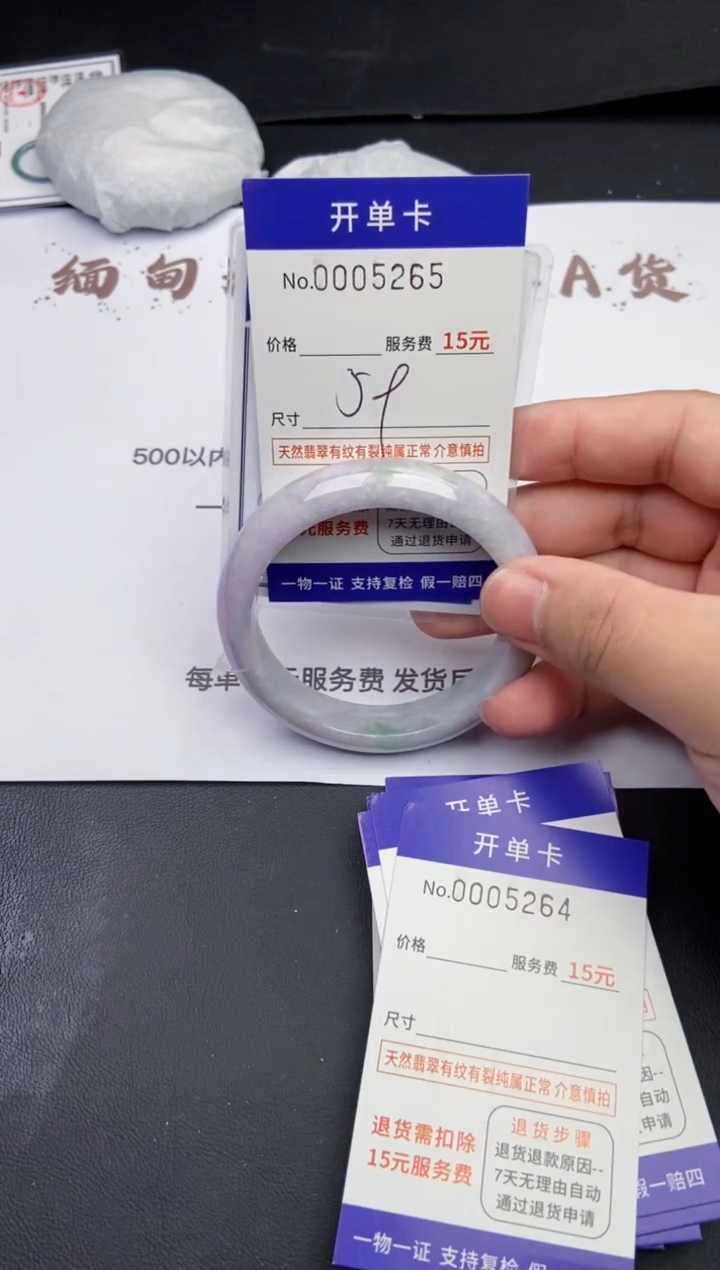 开单卡
No.0005265
缅甸
A货
价格 服务费 15元
59
尺寸
天然翡翠有纹有裂纯属正常 介意慎拍
500以内
元服务费
7天无理由
通过退货申请
一物一证 支持复检 假一赔四
每单 服务费 发货后
开单卡
开单卡
No.0005264
价格 服务费 15元
尺寸
天然翡翠有纹有裂纯属正常 介意慎拍
退货需扣除
15元服务费
退货步骤
退货退款原因--
7天无理由自动
通过退货申请
一物一证 支持复检 假
因--
自动
申请
假一赔四